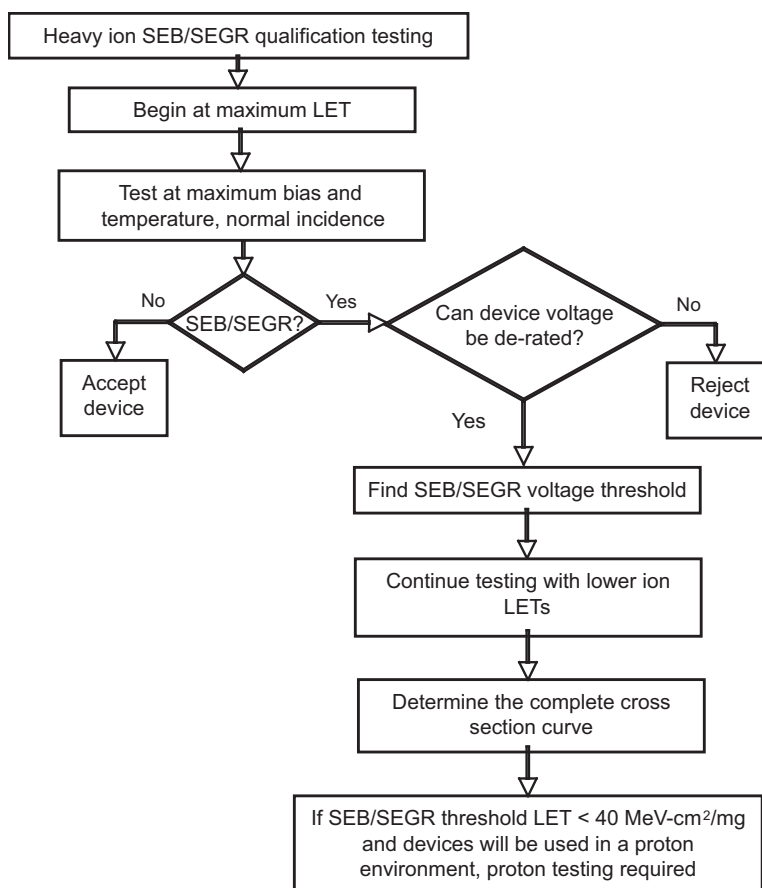 Heavy ion SEB/SEGR qualification testing
Begin at maximum LET
Test at maximum bias and
temperature, normal incidence
No
SEB/SEGR?
Yes
Can device voltage
be de-rated?
No
Accept
device
Reject
device
Yes
Find SEB/SEGR voltage threshold
Continue testing with lower ion
LETs
Determine the complete cross
section curve
If SEB/SEGR threshold LET < 40 MeV-cm²/mg
and devices will be used in a proton
environment, proton testing required